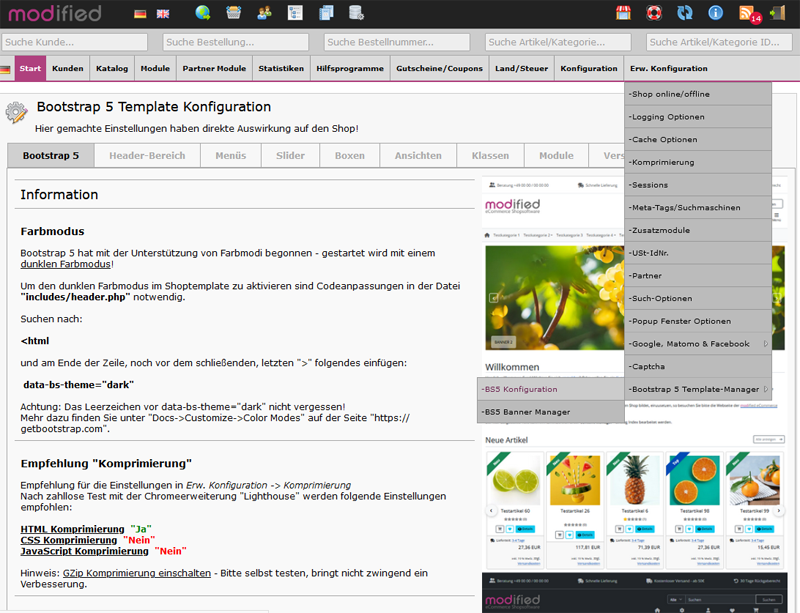 modified
14
Suche Kunde...
Suche Bestellung...
Suche Bestellnummer...
Suche Artikel/Kategorie...
Suche Artikel/Kategorie ID...
Start
Kunden
Katalog
Module
Partner Module
Statistiken
Hilfsprogramme
Gutscheine/Coupons
Land/Steuer
Konfiguration
Erw. Konfiguration
Bootstrap 5 Template Konfiguration
Hier gemachte Einstellungen haben direkte Auswirkung auf den Shop!
Bootstrap 5
Header-Bereich
Menüs
Slider
Boxen
Ansichten
Klassen
Module
Vers
-Shop online/offline
-Logging Optionen
-Cache Optionen
-Komprimierung
-Sessions
-Meta-Tags/Suchmaschinen
-Zusatzmodule
-USt-IdNr.
-Partner
-Such-Optionen
-Popup Fenster Optionen
-Google, Matomo & Facebook
-Captcha
-Bootstrap 5 Template-Manager
-BS5 Konfiguration
-BS5 Banner Manager
Information
Farbmodus
Bootstrap 5 hat mit der Unterstützung von Farbmodi begonnen - gestartet wird mit einem
dunklen Farbmodus!
Um den dunklen Farbmodus im Shoptemplate zu aktivieren sind Codeanpassungen in der Datei
"includes/header.php" notwendig.
Suchen nach:
<html
und am Ende der Zeile, noch vor dem schließenden, letzten ">" folgendes einfügen:
data-bs-theme="dark"
Achtung: Das Leerzeichen vor data-bs-theme="dark" nicht vergessen!
Mehr dazu finden Sie unter "Docs->Customize->Color Modes" auf der Seite "https://
getbootstrap.com".
Empfehlung "Komprimierung"
Empfehlung für die Einstellungen in Erw. Konfiguration -> Komprimierung
Nach zahllose Test mit der Chromeerweiterung "Lighthouse" werden folgende Einstellungen
empfohlen:
HTML Komprimierung "Ja"
CSS Komprimierung "Nein"
JavaScript Komprimierung "Nein"
Hinweis: GZip Komprimierung einschalten - Bitte selbst testen, bringt nicht zwingend ein
Verbesserung.
Schnelle Lieferung
modified
eCommerce Shopsoftware
BANNER 2
Willkommen
Neue Artikel
Testartikel 60
Testartikel 26
Testartikel 6
Testartikel 98
Testartikel 99
27,36 EUR
117,81 EUR
71,39 EUR
27,36 EUR
15,45 EUR
Schnelle Lieferung
modified
Suchen